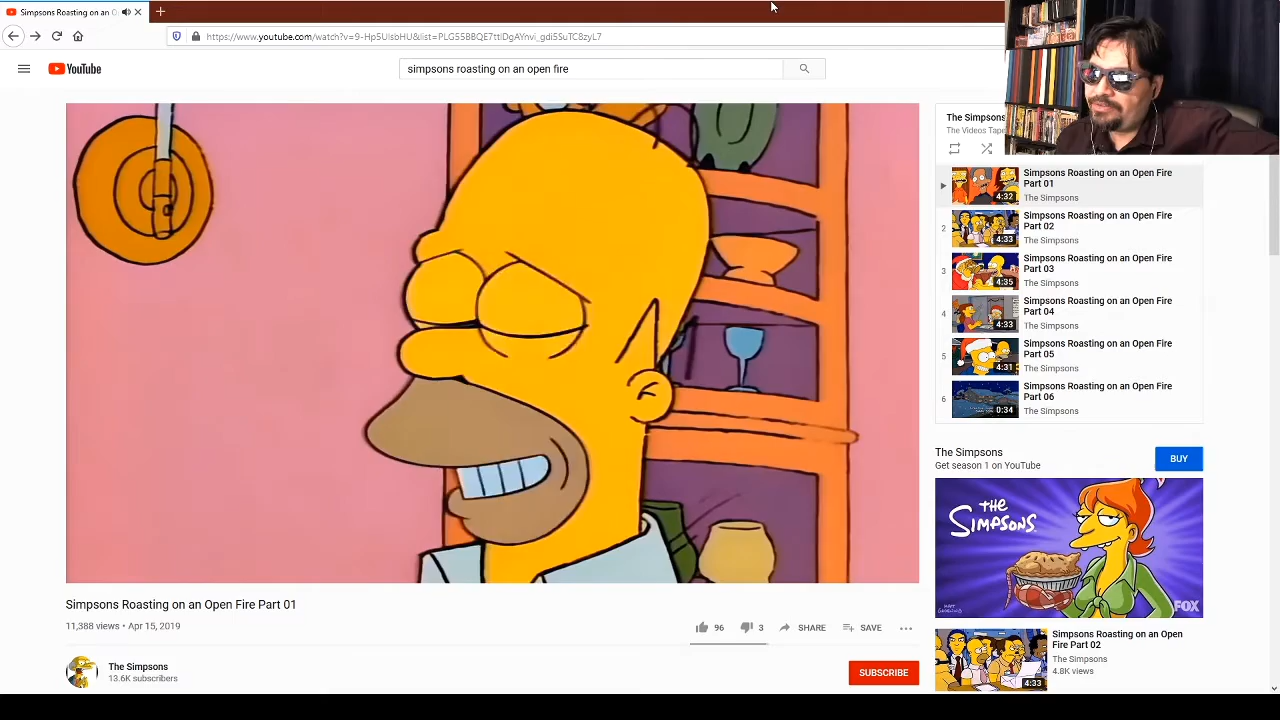 Simpsons Roasting on an O
https://www.youtube.com/watch?v=9-Hp5UlsbHU&list=PLG55BBQE7ttiDgAYnvi_gdi5SuTC8zyL7
YouTube
simpsons roasting on an open fire
The Simpsons
The Videos Tape
Simpsons Roasting on an Open Fire
Part 01
The Simpsons
4:32
2
Simpsons Roasting on an Open Fire
Part 02
The Simpsons
4:33
3
Simpsons Roasting on an Open Fire
Part 03
The Simpsons
4:35
4
Simpsons Roasting on an Open Fire
Part 04
The Simpsons
4:33
5
Simpsons Roasting on an Open Fire
Part 05
The Simpsons
4:31
6
Simpsons Roasting on an Open Fire
Part 06
The Simpsons
0:34
The Simpsons
Get season 1 on YouTube
BUY
THE
SIMPSONS
MATT
GROENING
FOX
Simpsons Roasting on an Open Fire Part 01
11,388 views • Apr 15, 2019
96
3
SHARE
SAVE
The Simpsons
13.6K subscribers
SUBSCRIBE
Simpsons Roasting on an Open
Fire Part 02
The Simpsons
4.8K views
4:33